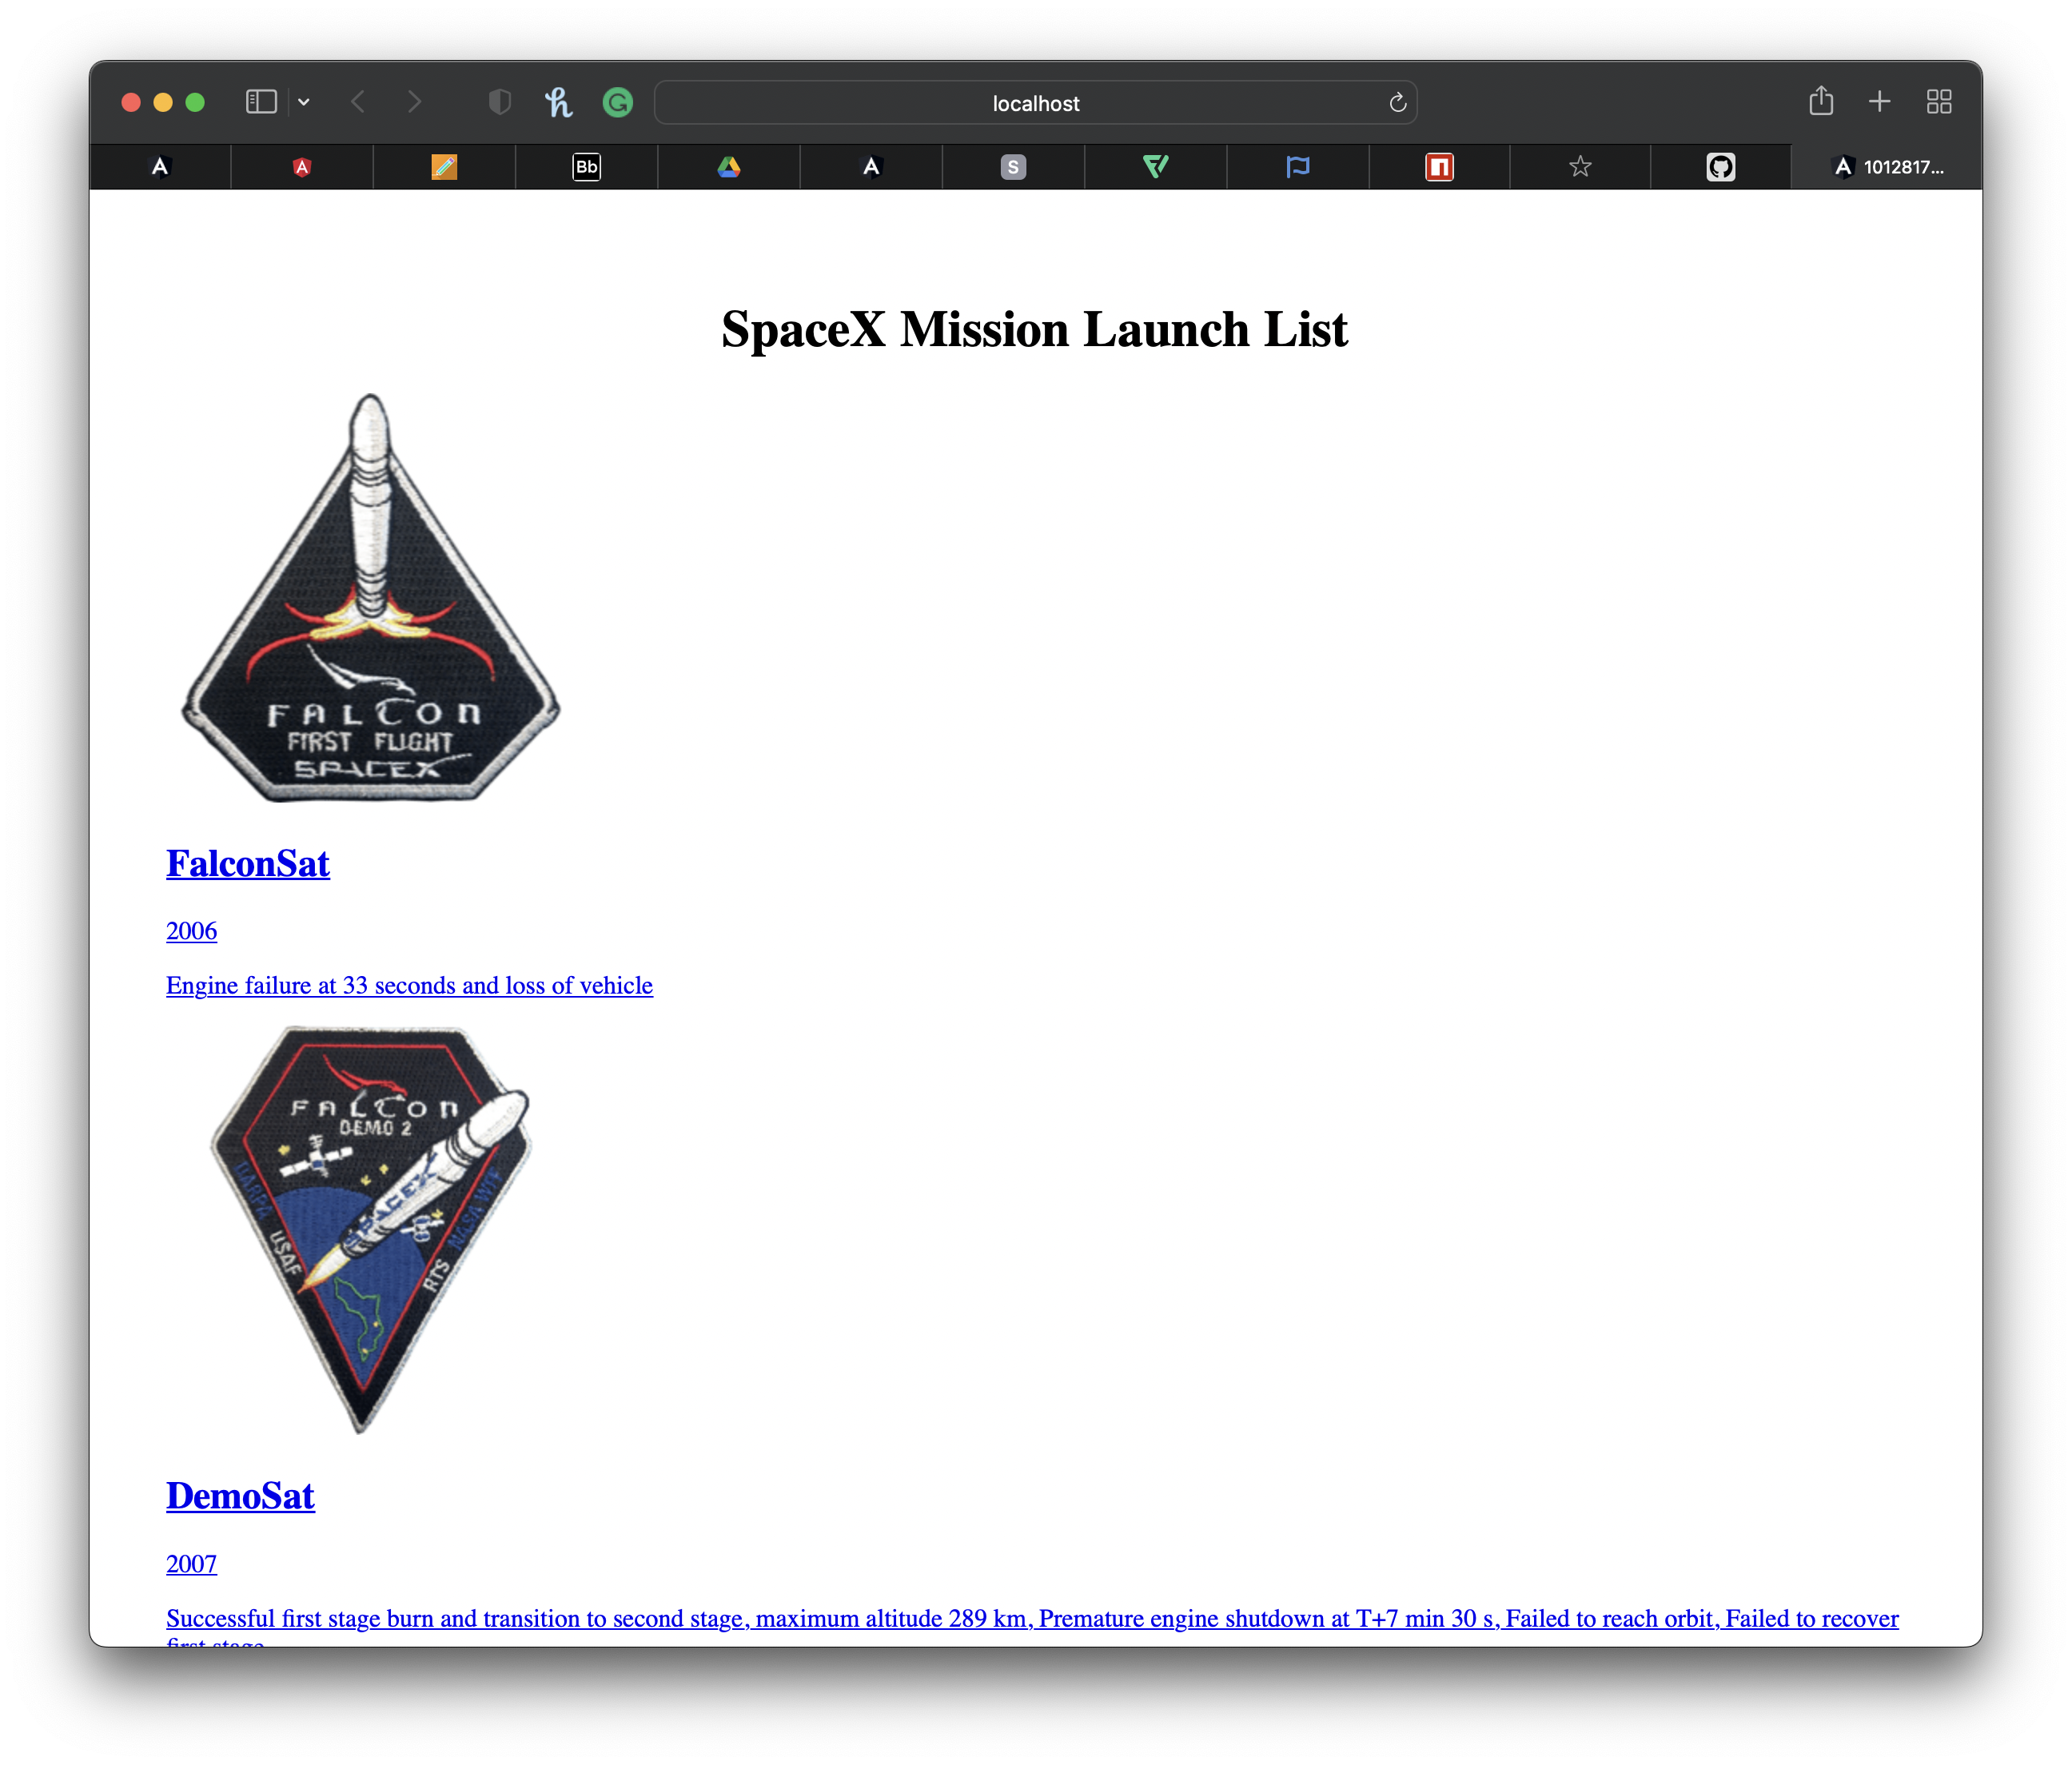 localhost
Bb
S
1012817...
SpaceX Mission Launch List
FALCON
FIRST FLIGHT
SPACEX
FalconSat
2006
Engine failure at 33 seconds and loss of vehicle
FALCON
DEMO 2
DARPA USAF
SPACEX
RTS NASA WFF
DemoSat
2007
Successful first stage burn and transition to second stage, maximum altitude 289 km, Premature engine shutdown at T+7 min 30 s, Failed to reach orbit, Failed to recover
first stage